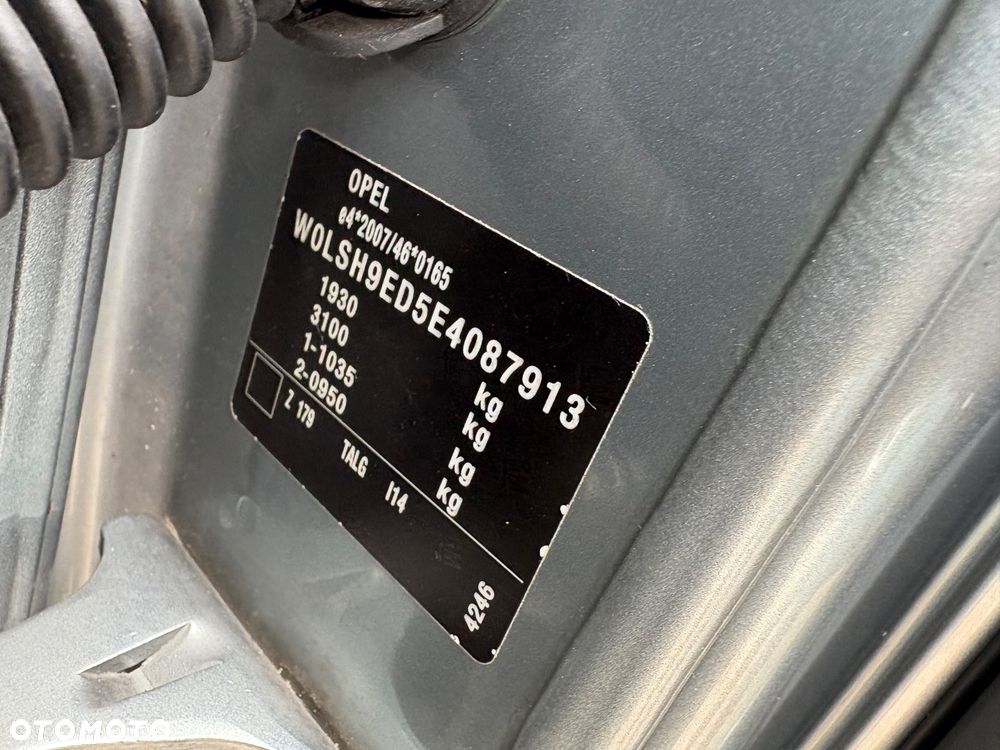 OPEL
e4*2007/46*0165
W0LSH9ED5E4087913
1930 kg
3100 kg
1-1035 kg
2-0950 kg
Z 179 TALG I14 4246
OTOMOTO